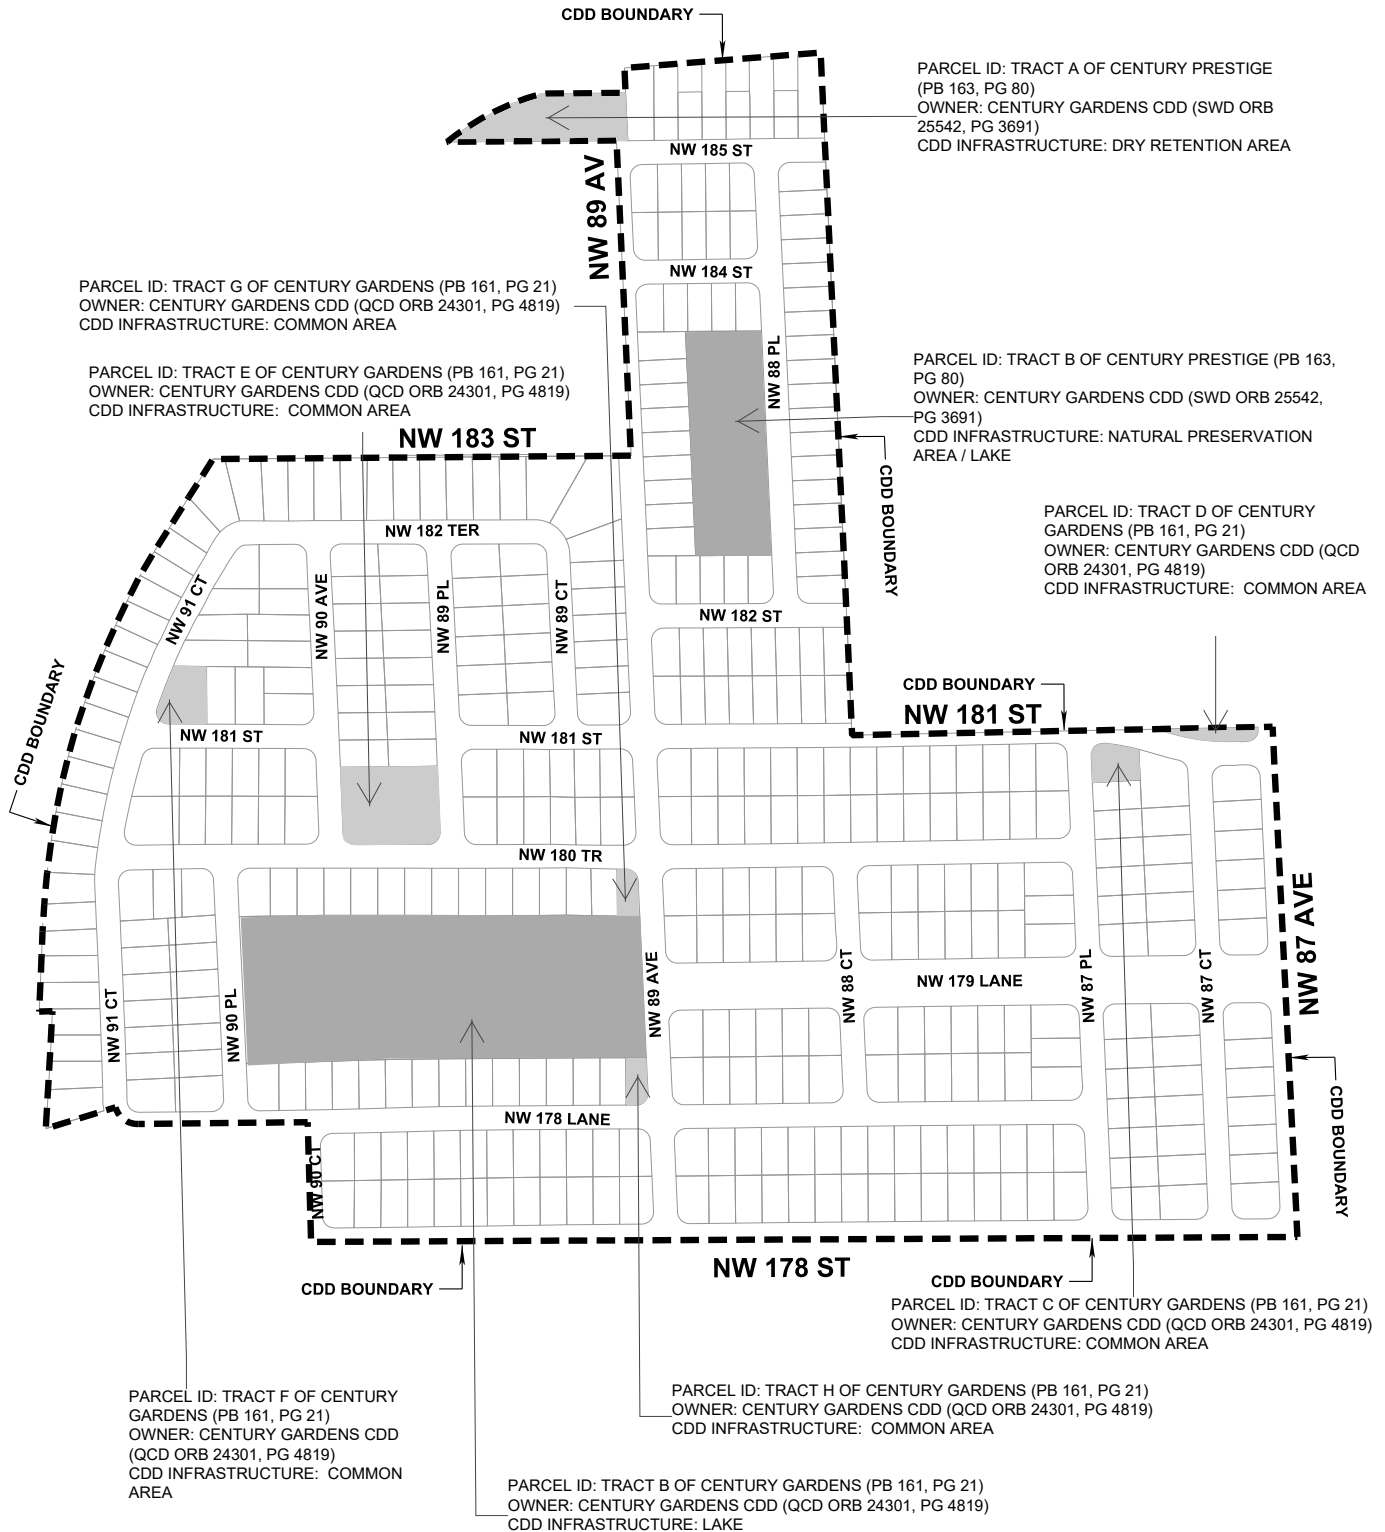 CDD BOUNDARY
PARCEL ID: TRACT A OF CENTURY PRESTIGE
(PB 163, PG 80)
OWNER: CENTURY GARDENS CDD (SWD ORB
25542, PG 3691)
CDD INFRASTRUCTURE: DRY RETENTION AREA
NW 185 ST
NW 89 AV
NW 184 ST
PARCEL ID: TRACT G OF CENTURY GARDENS (PB 161, PG 21)
OWNER: CENTURY GARDENS CDD (QCD ORB 24301, PG 4819)
CDD INFRASTRUCTURE: COMMON AREA
NW 88 PL
PARCEL ID: TRACT B OF CENTURY PRESTIGE (PB 163,
PG 80)
OWNER: CENTURY GARDENS CDD (SWD ORB 25542,
PG 3691)
CDD INFRASTRUCTURE: NATURAL PRESERVATION
AREA / LAKE
PARCEL ID: TRACT E OF CENTURY GARDENS (PB 161, PG 21)
OWNER: CENTURY GARDENS CDD (QCD ORB 24301, PG 4819)
CDD INFRASTRUCTURE:  COMMON AREA
NW 183 ST
CDD BOUNDARY
PARCEL ID: TRACT D OF CENTURY
GARDENS (PB 161, PG 21)
OWNER: CENTURY GARDENS CDD (QCD
ORB 24301, PG 4819)
CDD INFRASTRUCTURE:  COMMON AREA
NW 182 TER
NW 91 CT
NW 90 AVE
NW 89 PL
NW 89 CT
NW 182 ST
CDD BOUNDARY
CDD BOUNDARY
NW 181 ST
NW 181 ST
NW 181 ST
NW 180 TR
NW 87 AVE
NW 91 CT
NW 90 PL
NW 89 AVE
NW 88 CT
NW 179 LANE
NW 87 PL
NW 87 CT
CDD BOUNDARY
NW 178 LANE
NW 90 CT
NW 178 ST
CDD BOUNDARY
CDD BOUNDARY
PARCEL ID: TRACT C OF CENTURY GARDENS (PB 161, PG 21)
OWNER: CENTURY GARDENS CDD (QCD ORB 24301, PG 4819)
CDD INFRASTRUCTURE: COMMON AREA
PARCEL ID: TRACT F OF CENTURY
GARDENS (PB 161, PG 21)
OWNER: CENTURY GARDENS CDD
(QCD ORB 24301, PG 4819)
CDD INFRASTRUCTURE:  COMMON
AREA
PARCEL ID: TRACT H OF CENTURY GARDENS (PB 161, PG 21)
OWNER: CENTURY GARDENS CDD (QCD ORB 24301, PG 4819)
CDD INFRASTRUCTURE:  COMMON AREA
PARCEL ID: TRACT B OF CENTURY GARDENS (PB 161, PG 21)
OWNER: CENTURY GARDENS CDD (QCD ORB 24301, PG 4819)
CDD INFRASTRUCTURE: LAKE